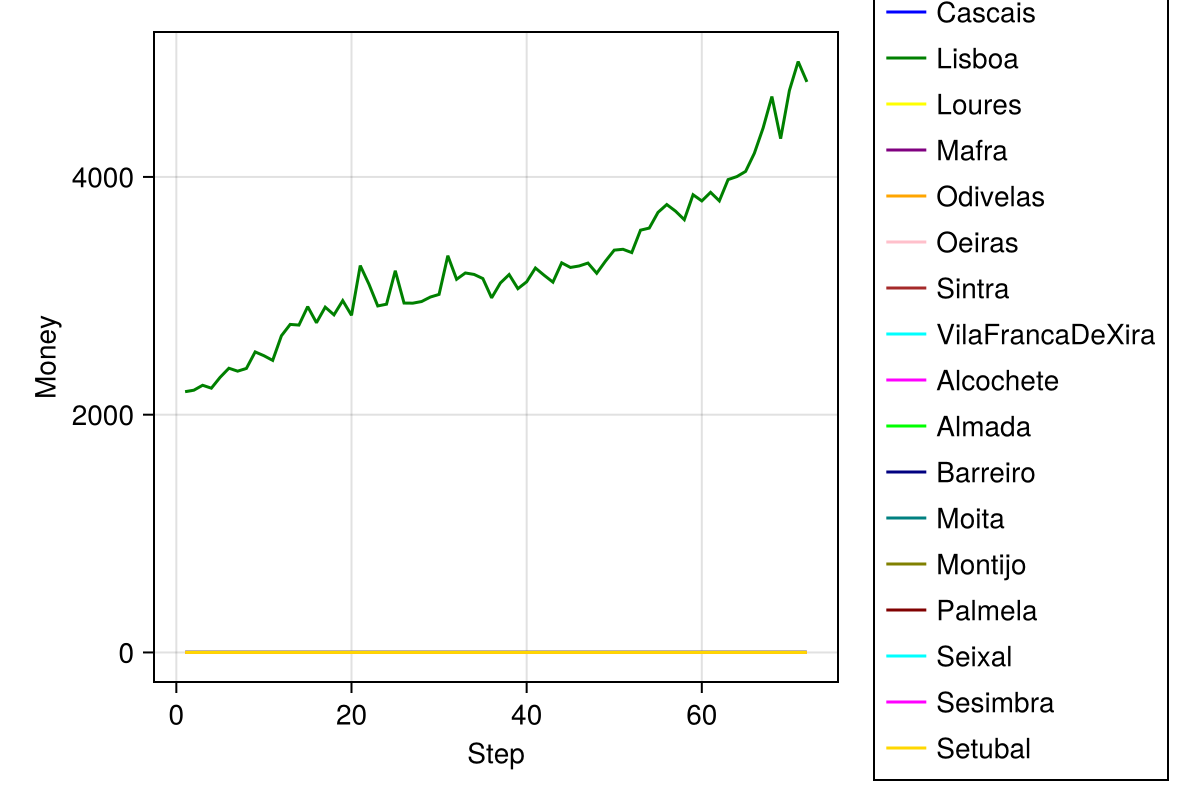 Cascais
Lisboa
Loures
Mafra
Odivelas
Oeiras
Sintra
VilaFrancaDeXira
Alcochete
Almada
Barreiro
Moita
Montijo
Palmela
Seixal
Sesimbra
Setubal
Money
4000
2000
0
0 20 40 60
Step